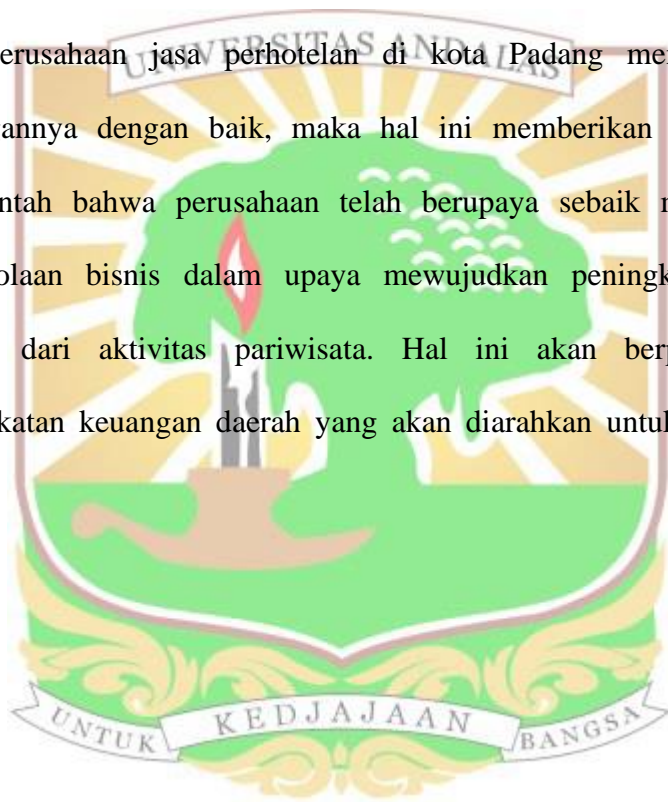 UNIVERSITAS ANDALAS
erusahaan jasa perhotelan di kota Padang me
annya dengan baik, maka hal ini memberikan
ntah bahwa perusahaan telah berupaya sebaik
olaan bisnis dalam upaya mewujudkan peningk
dari aktivitas pariwisata. Hal ini akan ber
katan keuangan daerah yang akan diarahkan untuk
UNTUK KEDJAJAAN BANGSA